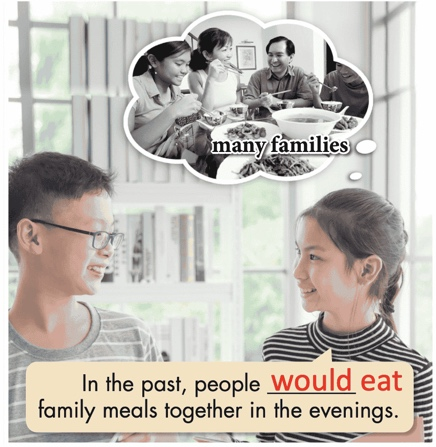 many families
In the past, people would eat
family meals together in the evenings.